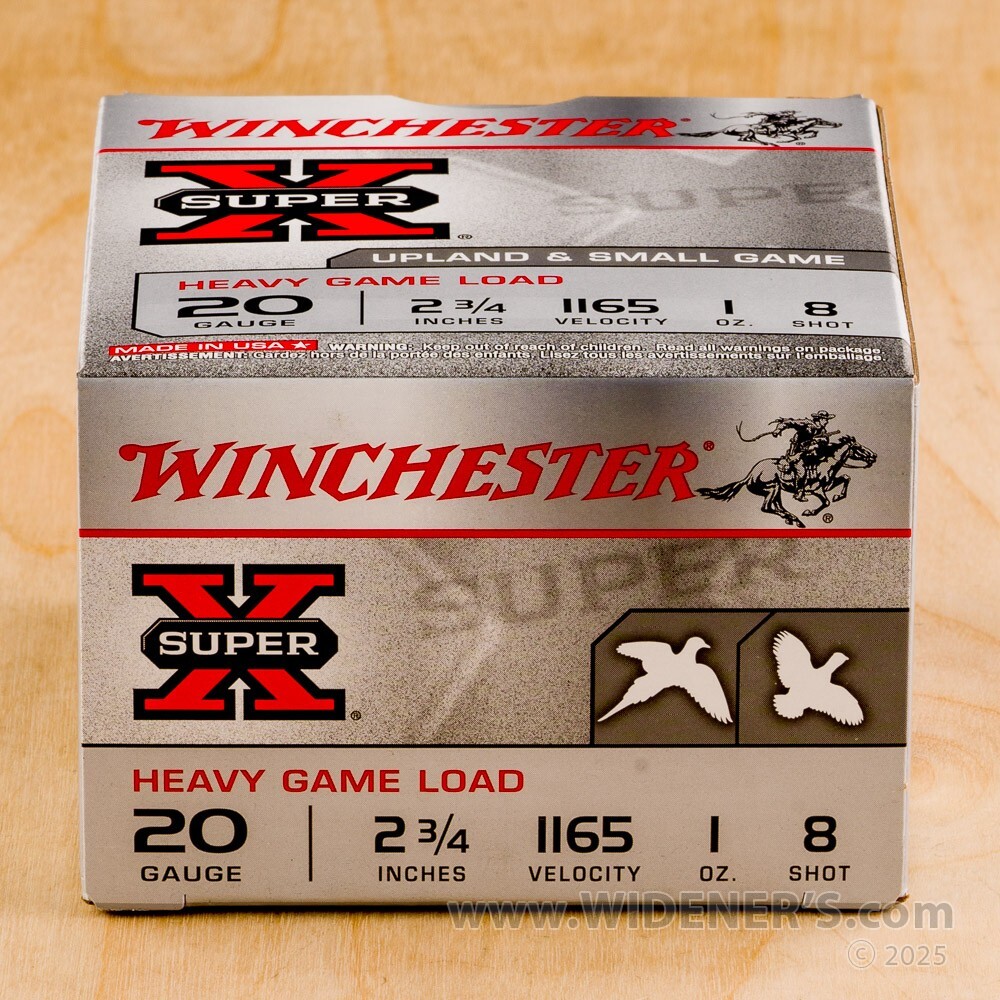 WINCHESTER
SUPER
X
SUPER
®
UPLAND & SMALL GAME
HEAVY GAME LOAD
20 2 3/4 1165 1 8
GAUGE INCHES VELOCITY OZ. SHOT
MADE IN USA ★ WARNING: Keep out of reach of children. Read all warnings on package.
AVERTISSEMENT: Gardez hors de la portée des enfants. Lisez tous les avertissements sur l'emballage.
WINCHESTER®
®
SUPER
X
SUPER
®
HEAVY GAME LOAD
20 2 3/4 1165 1 8
GAUGE INCHES VELOCITY OZ. SHOT
www.WIDENER'S.com
© 2025